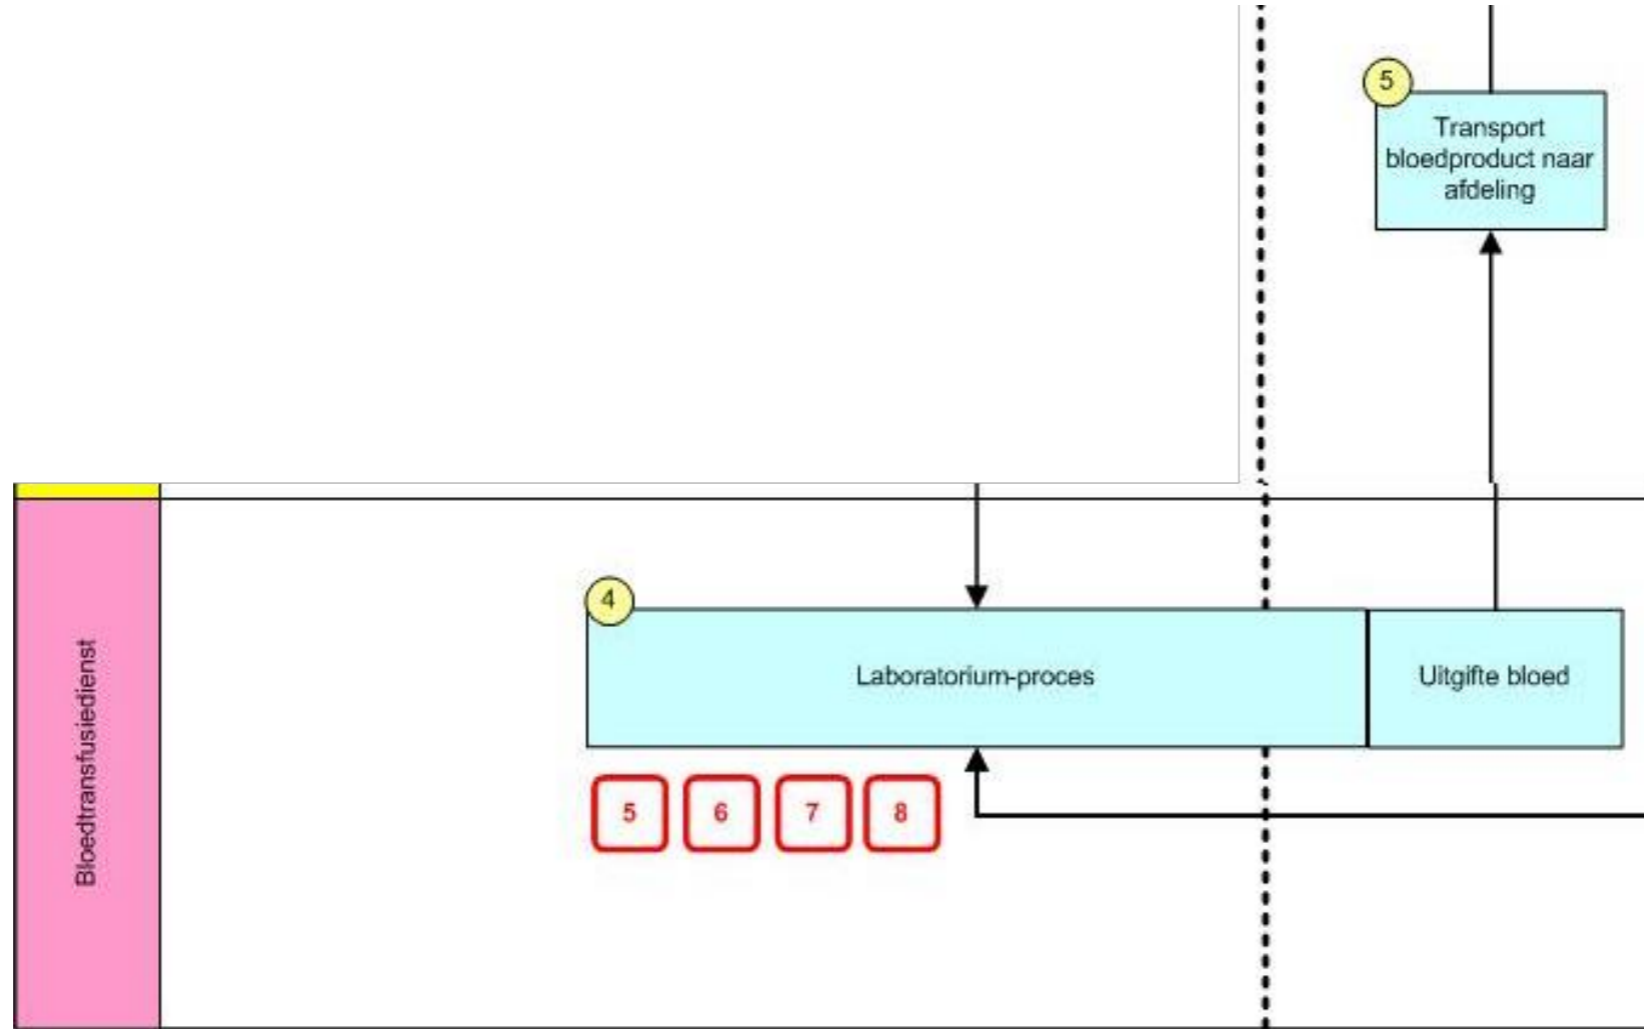 5
Transport
bloedproduct naar
afdeling
Bloedtransfusiedienst
4
Laboratorium-proces
Uitgifte bloed
5
6
7
8